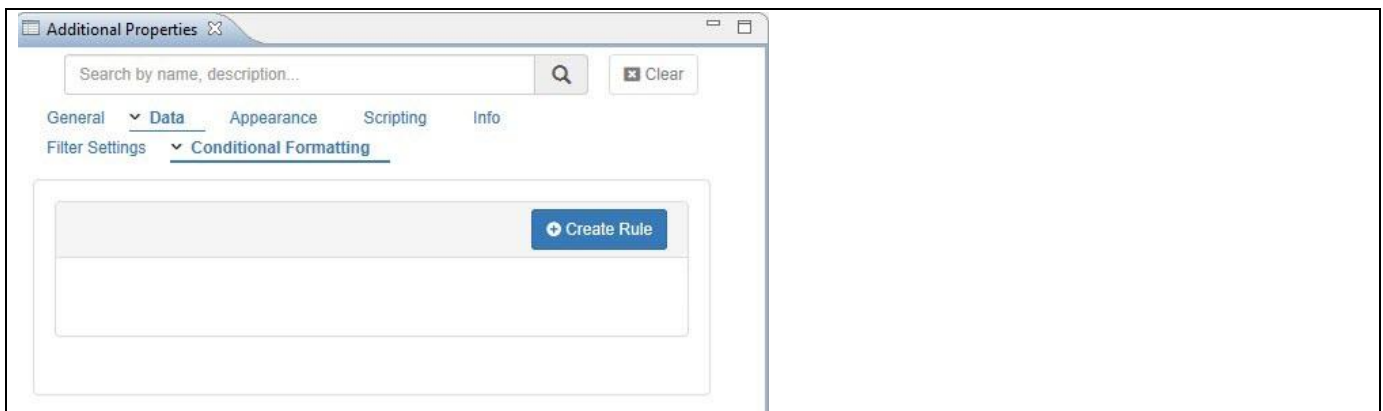 Additional Properties
Search by name, description... Clear
General Data Appearance Scripting Info
Filter Settings Conditional Formatting
Create Rule